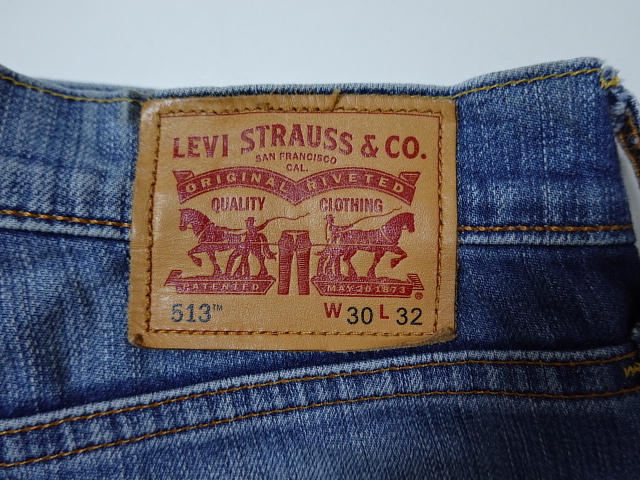 LEVI STRAUSS & CO.
SAN FRANCISCO
CAL.
ORIGINAL RIVETED
QUALITY CLOTHING
PATENTED MAY 20 1873 ®
513™ W 30 L 32